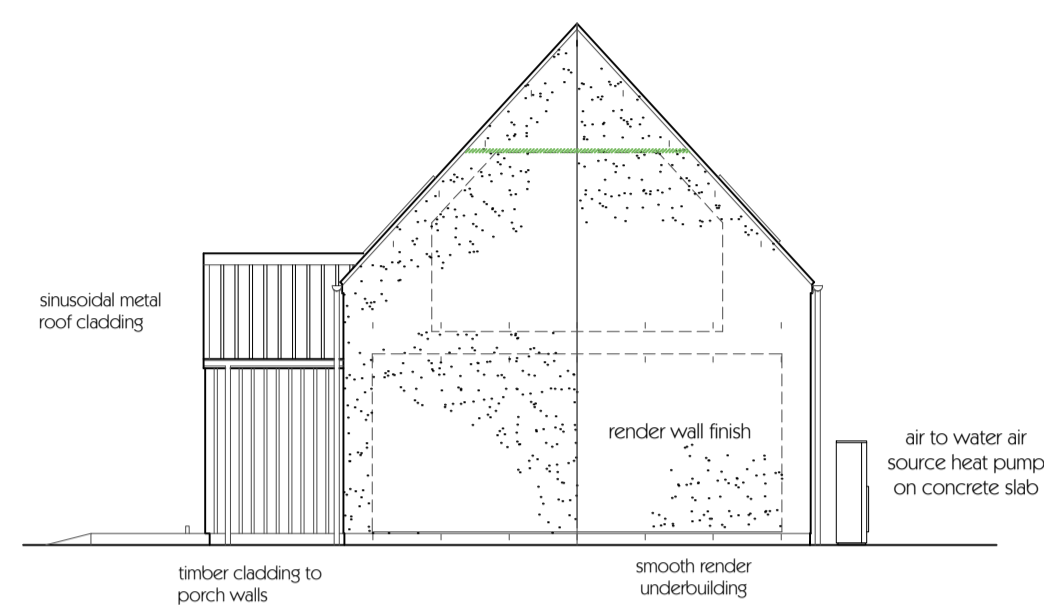 sinusoidal metal
roof cladding
render wall finish
air to water air
source heat pump
on concrete slab
timber cladding to
porch walls
smooth render
underbuilding